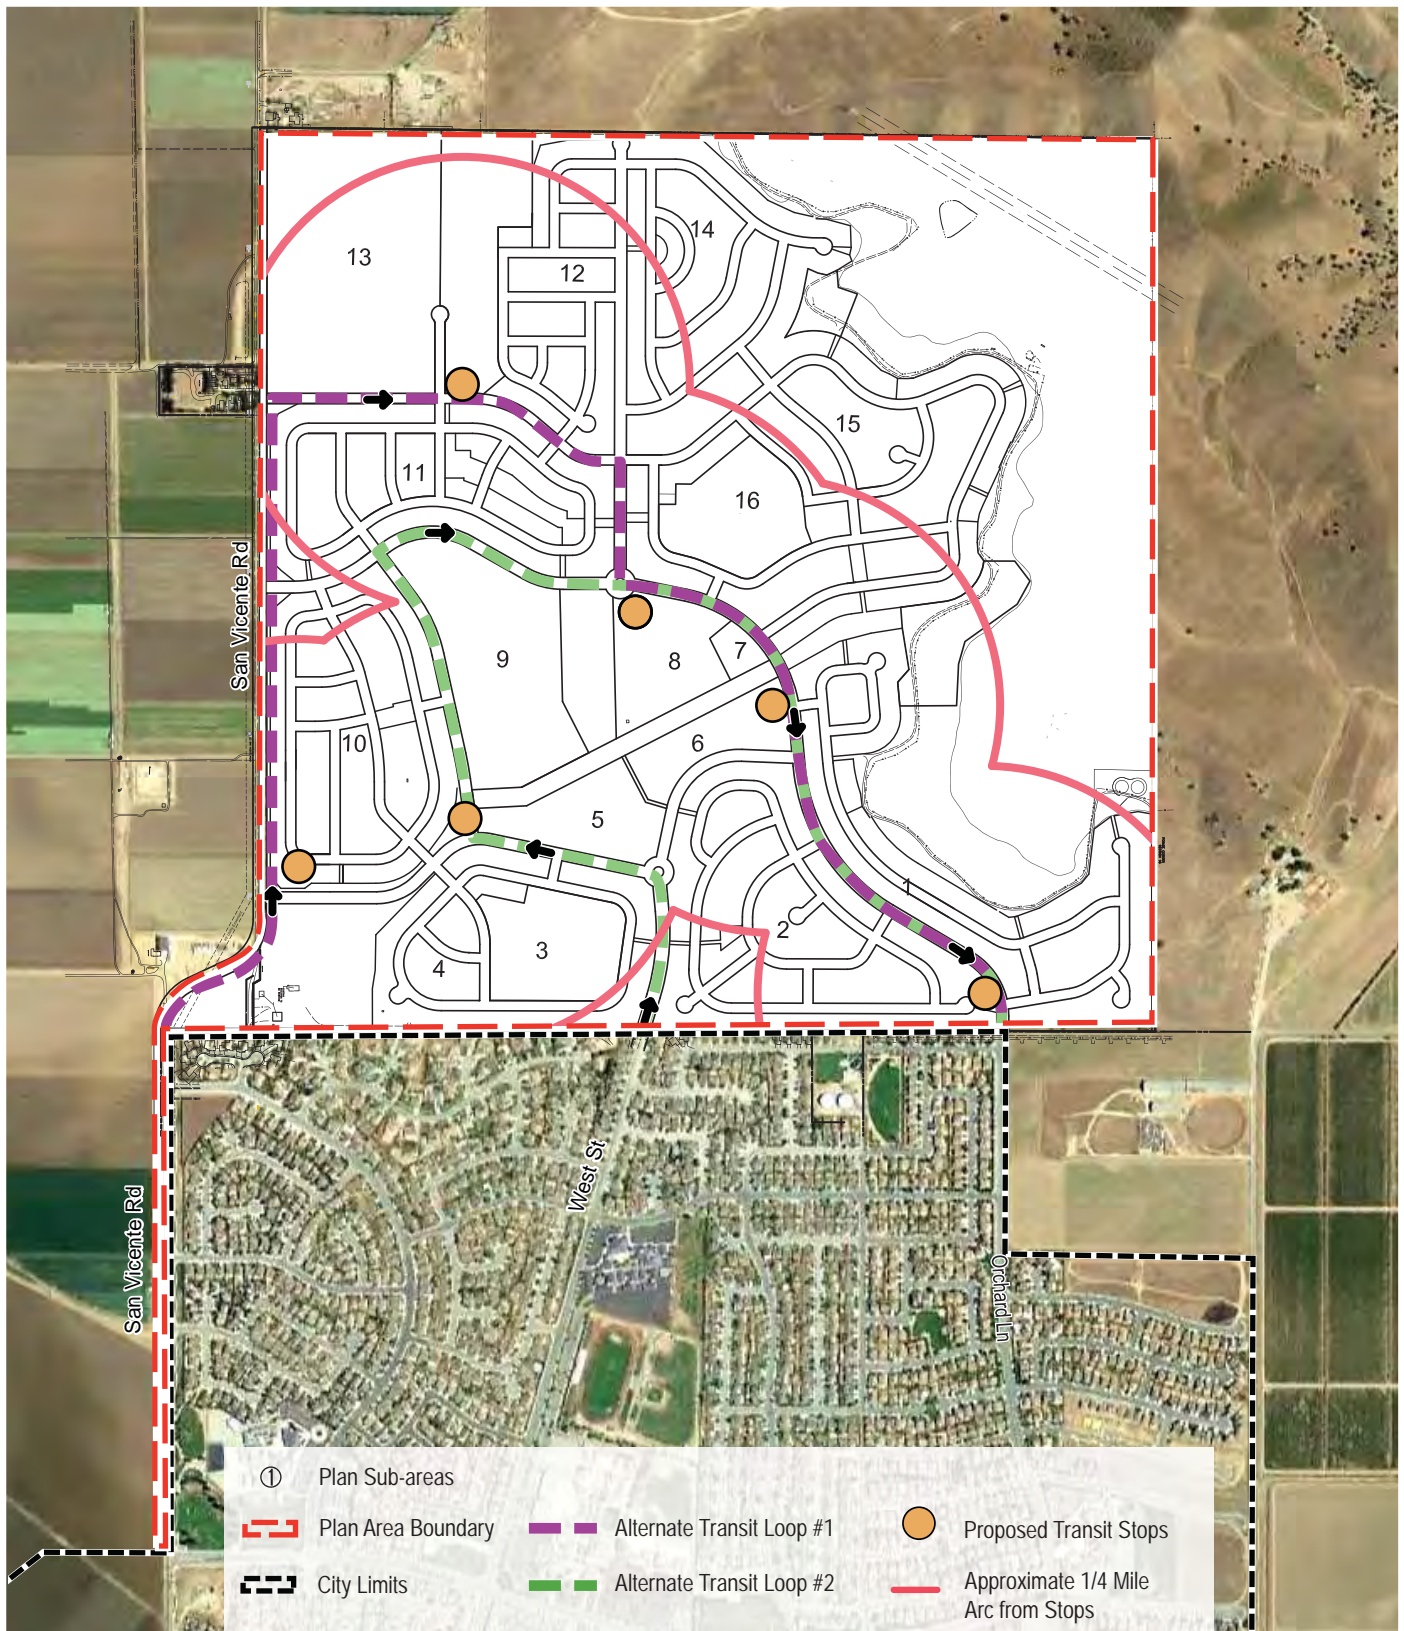 14
13
12
15
11
16
San Vicente Rd
7
9
8
10
6
5
1
2
3
4
West St
San Vicente Rd
Orchard Ln
1 Plan Sub-areas
Plan Area Boundary
Alternate Transit Loop #1
Proposed Transit Stops
City Limits
Alternate Transit Loop #2
Approximate 1/4 Mile
Arc from Stops